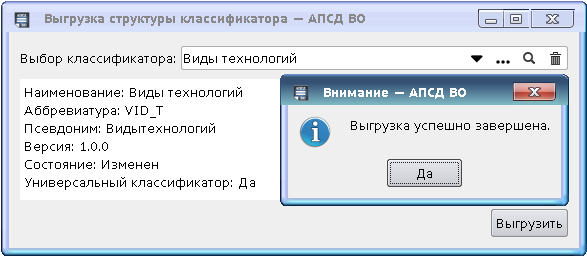 Выгрузка структуры классификатора — АПСД ВО
Выбор классификатора: Виды технологий
Наименование: Виды технологий
Аббревиатура: VID_T
Псевдоним: Видытехнологий
Версия: 1.0.0
Состояние: Изменен
Универсальный классификатор: Да
Внимание — АПСД ВО
Выгрузка успешно завершена.
Да
Выгрузить